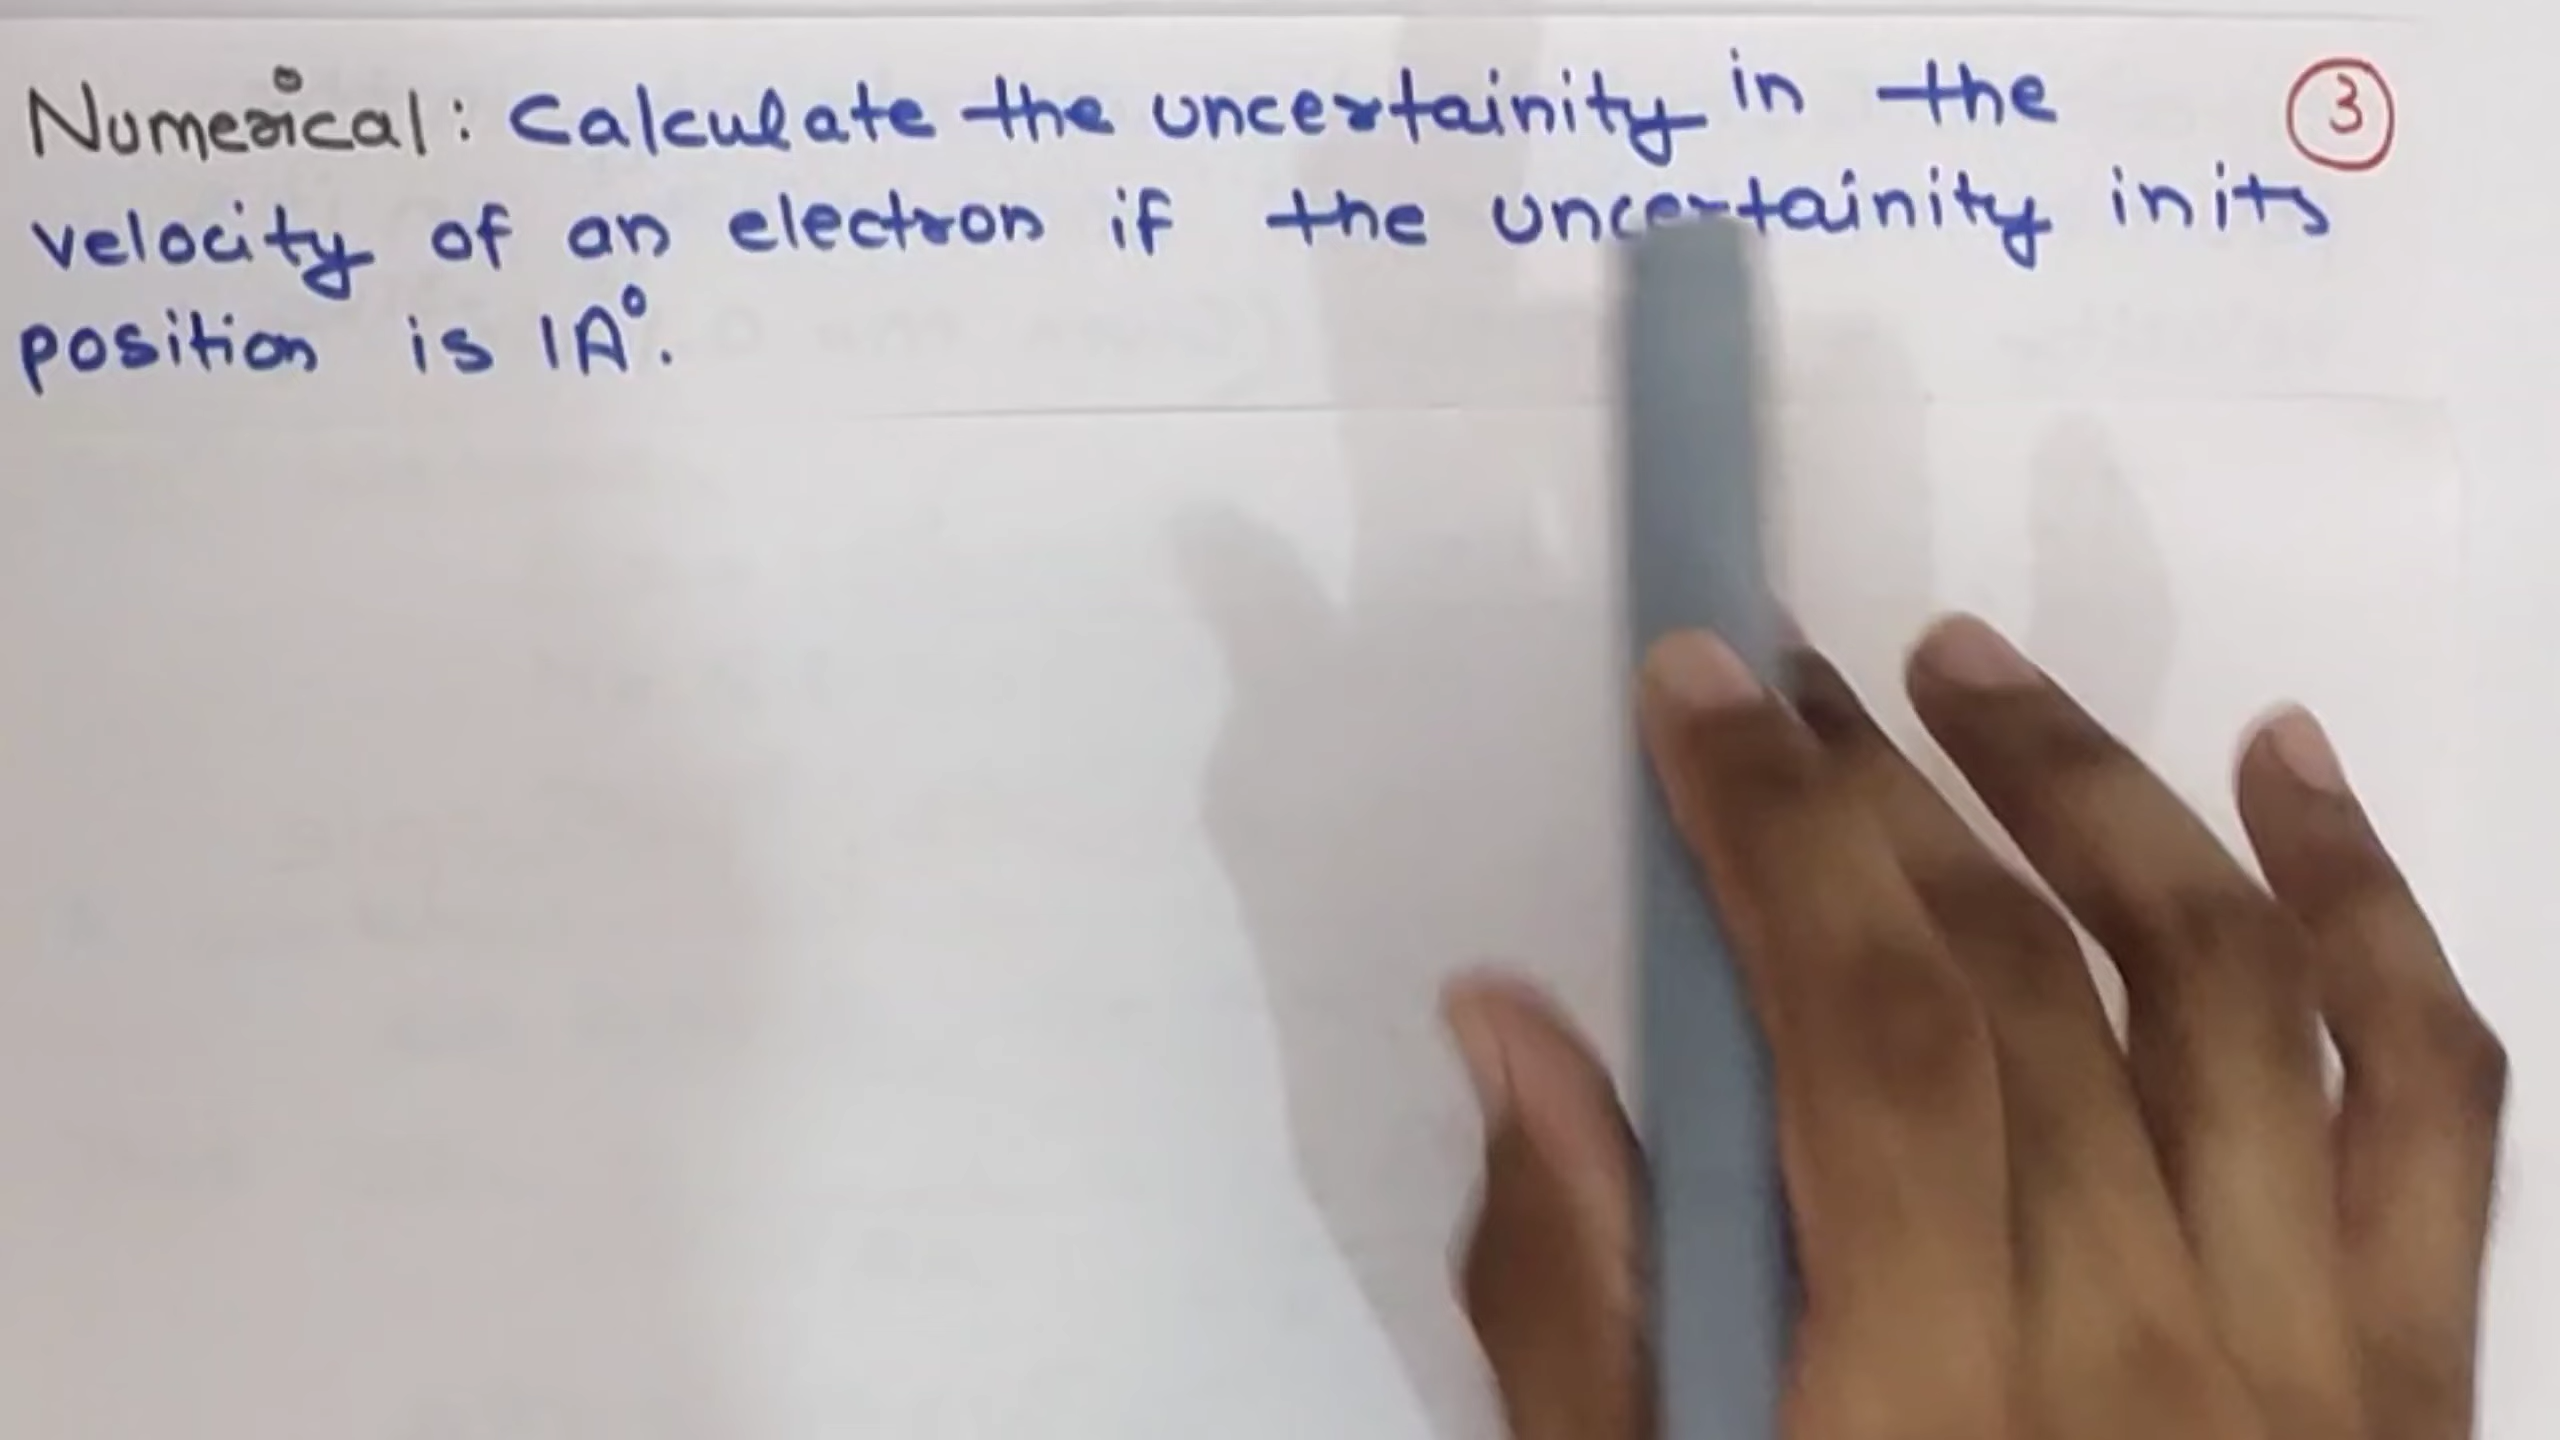 Numerical: Calculate the uncertainity in the ③
velocity of an electron if the uncertainity in its
position is 1A°.